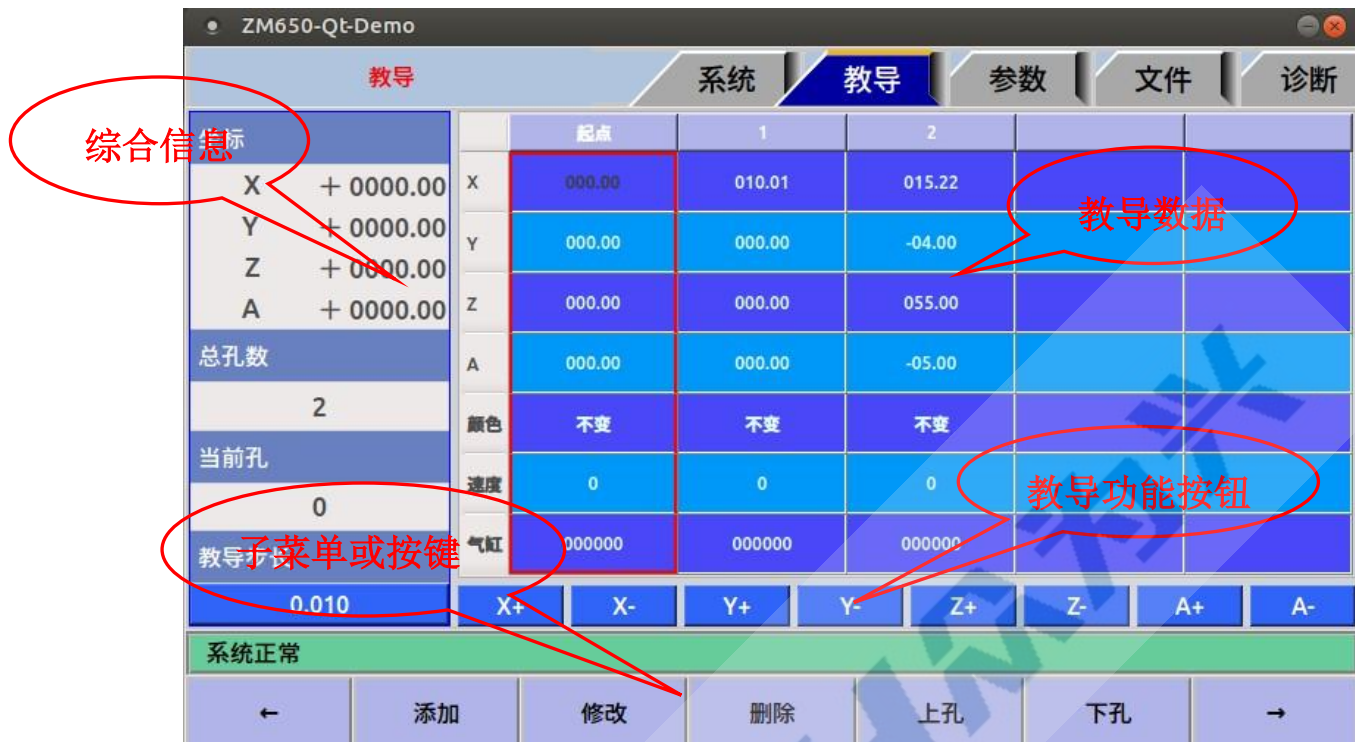 ZM650-Qt-Demo
教导
系统 教导 参数 文件 诊断
综合信息
坐标
X +0000.00
Y +0000.00
Z +0000.00
A +0000.00
总孔数
2
当前孔
0
教导步长
0.010
起点 1 2
X 000.00 010.01 015.22
Y 000.00 000.00 -04.00
Z 000.00 000.00 055.00
A 000.00 000.00 -05.00
颜色 不变 不变 不变
速度 0 0 0
气缸 000000 000000 000000
教导数据
教导功能按钮
子菜单或按键
X+ X- Y+ Y- Z+ Z- A+ A-
系统正常
← 添加 修改 删除 上孔 下孔 →